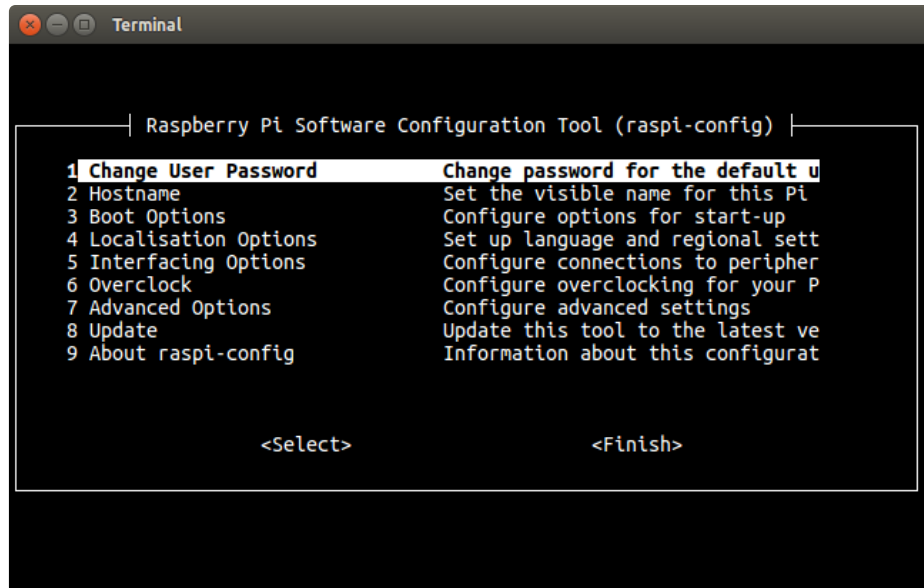 Terminal
Raspberry Pi Software Configuration Tool (raspi-config)
1 Change User Password Change password for the default u
2 Hostname Set the visible name for this Pi
3 Boot Options Configure options for start-up
4 Localisation Options Set up language and regional sett
5 Interfacing Options Configure connections to peripher
6 Overclock Configure overclocking for your P
7 Advanced Options Configure advanced settings
8 Update Update this tool to the latest ve
9 About raspi-config Information about this configurat
<Select> <Finish>